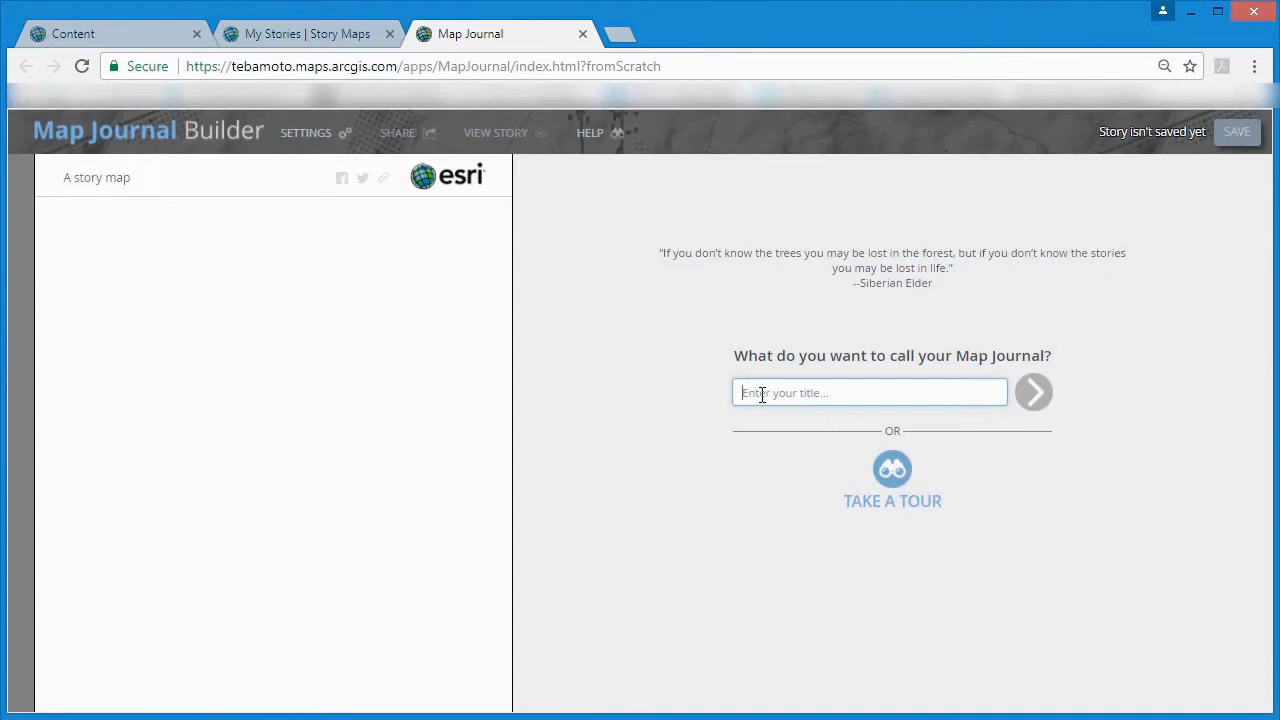 Content
My Stories | Story Maps
Map Journal
Secure
https://tebamoto.maps.arcgis.com/apps/MapJournal/index.html?fromScratch
Map Journal Builder
SETTINGS
SHARE
VIEW STORY
HELP
Story isn't saved yet
SAVE
A story map
esri
“If you don’t know the trees you may be lost in the forest, but if you don’t know the stories
you may be lost in life.”
--Siberian Elder
What do you want to call your Map Journal?
Enter your title...
OR
TAKE A TOUR